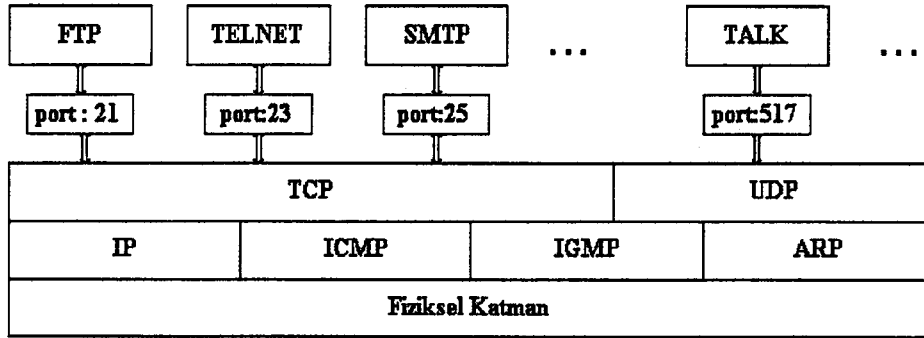 FTP TELNET SMTP ... TALK ...
port : 21 port:23 port:25 port:517
TCP UDP
IP ICMP IGMP ARP
Fiziksel Katman